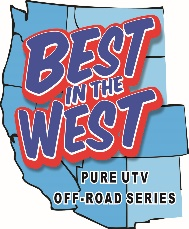 BEST
IN THE
WEST
PURE UTV
OFF-ROAD SERIES